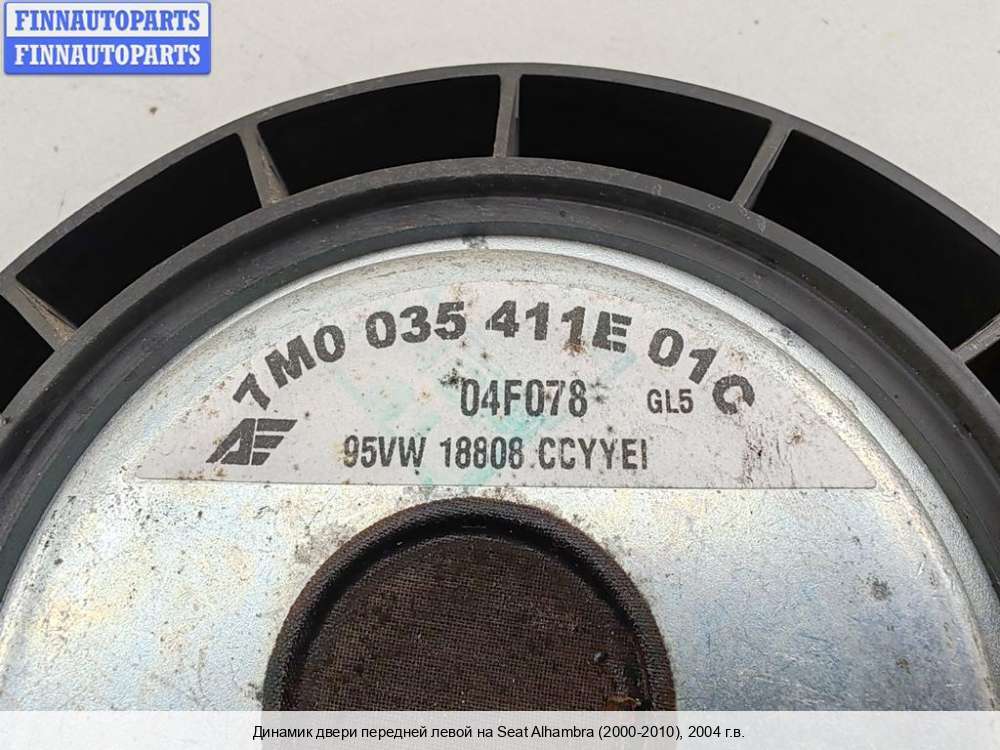 FINNAUTOPARTS
FINNAUTOPARTS
7M0 035 411E 01C
04F078 GL5
95VW 18808 CCYYEI
Динамик двери передней левой на Seat Alhambra (2000-2010), 2004 г.в.